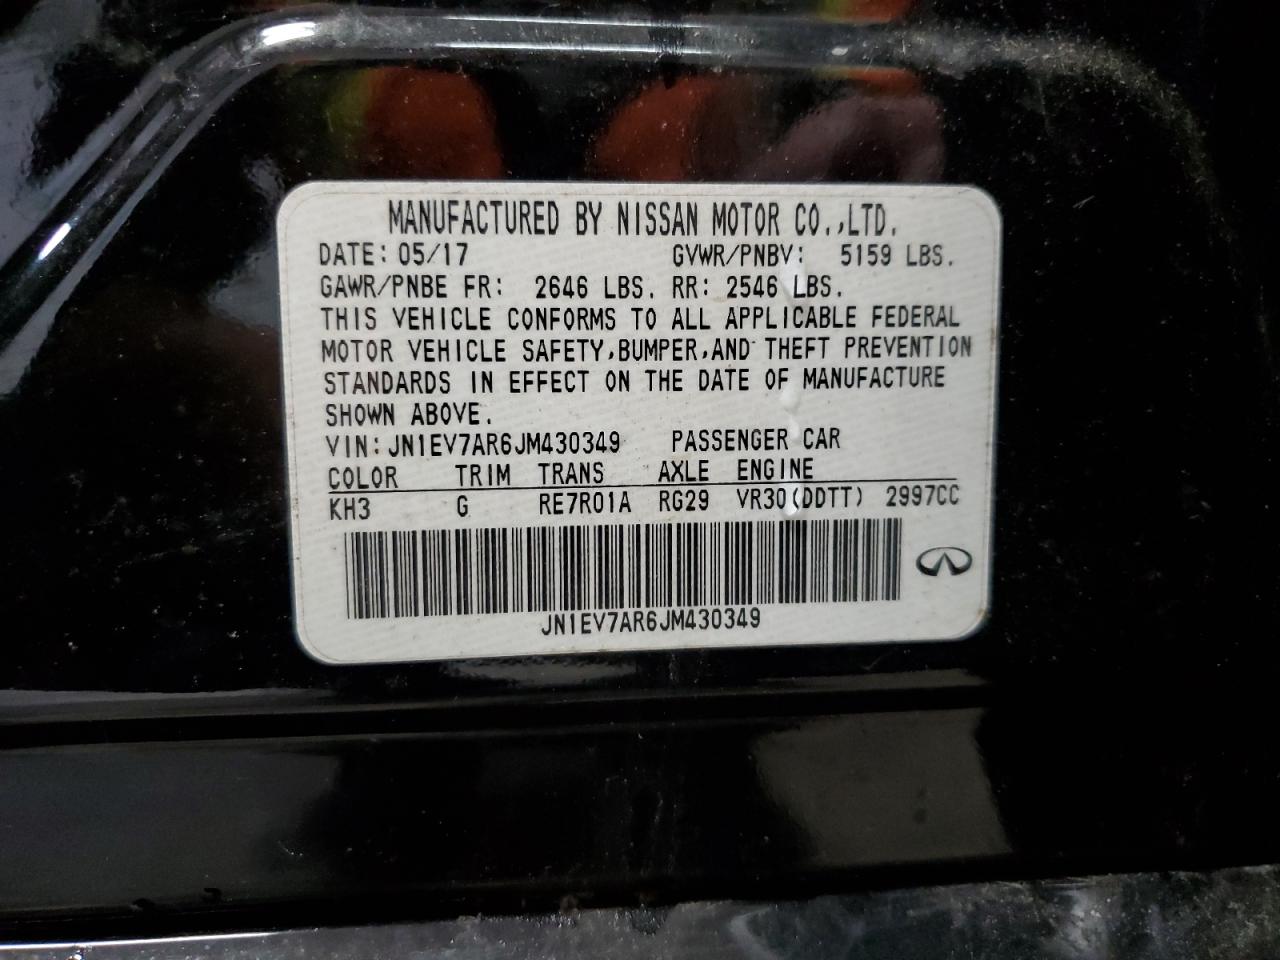 MANUFACTURED BY NISSAN MOTOR CO.,LTD.
DATE: 05/17 GVWR/PNBV: 5159 LBS.
GAWR/PNBE FR: 2646 LBS. RR: 2546 LBS.
THIS VEHICLE CONFORMS TO ALL APPLICABLE FEDERAL
MOTOR VEHICLE SAFETY,BUMPER,AND THEFT PREVENTION
STANDARDS IN EFFECT ON THE DATE OF MANUFACTURE
SHOWN ABOVE.
VIN:JN1EV7AR6JM430349 PASSENGER CAR
COLOR TRIM TRANS AXLE ENGINE
KH3 G RE7R01A RG29 VR30(DDTT) 2997CC
JN1EV7AR6JM430349